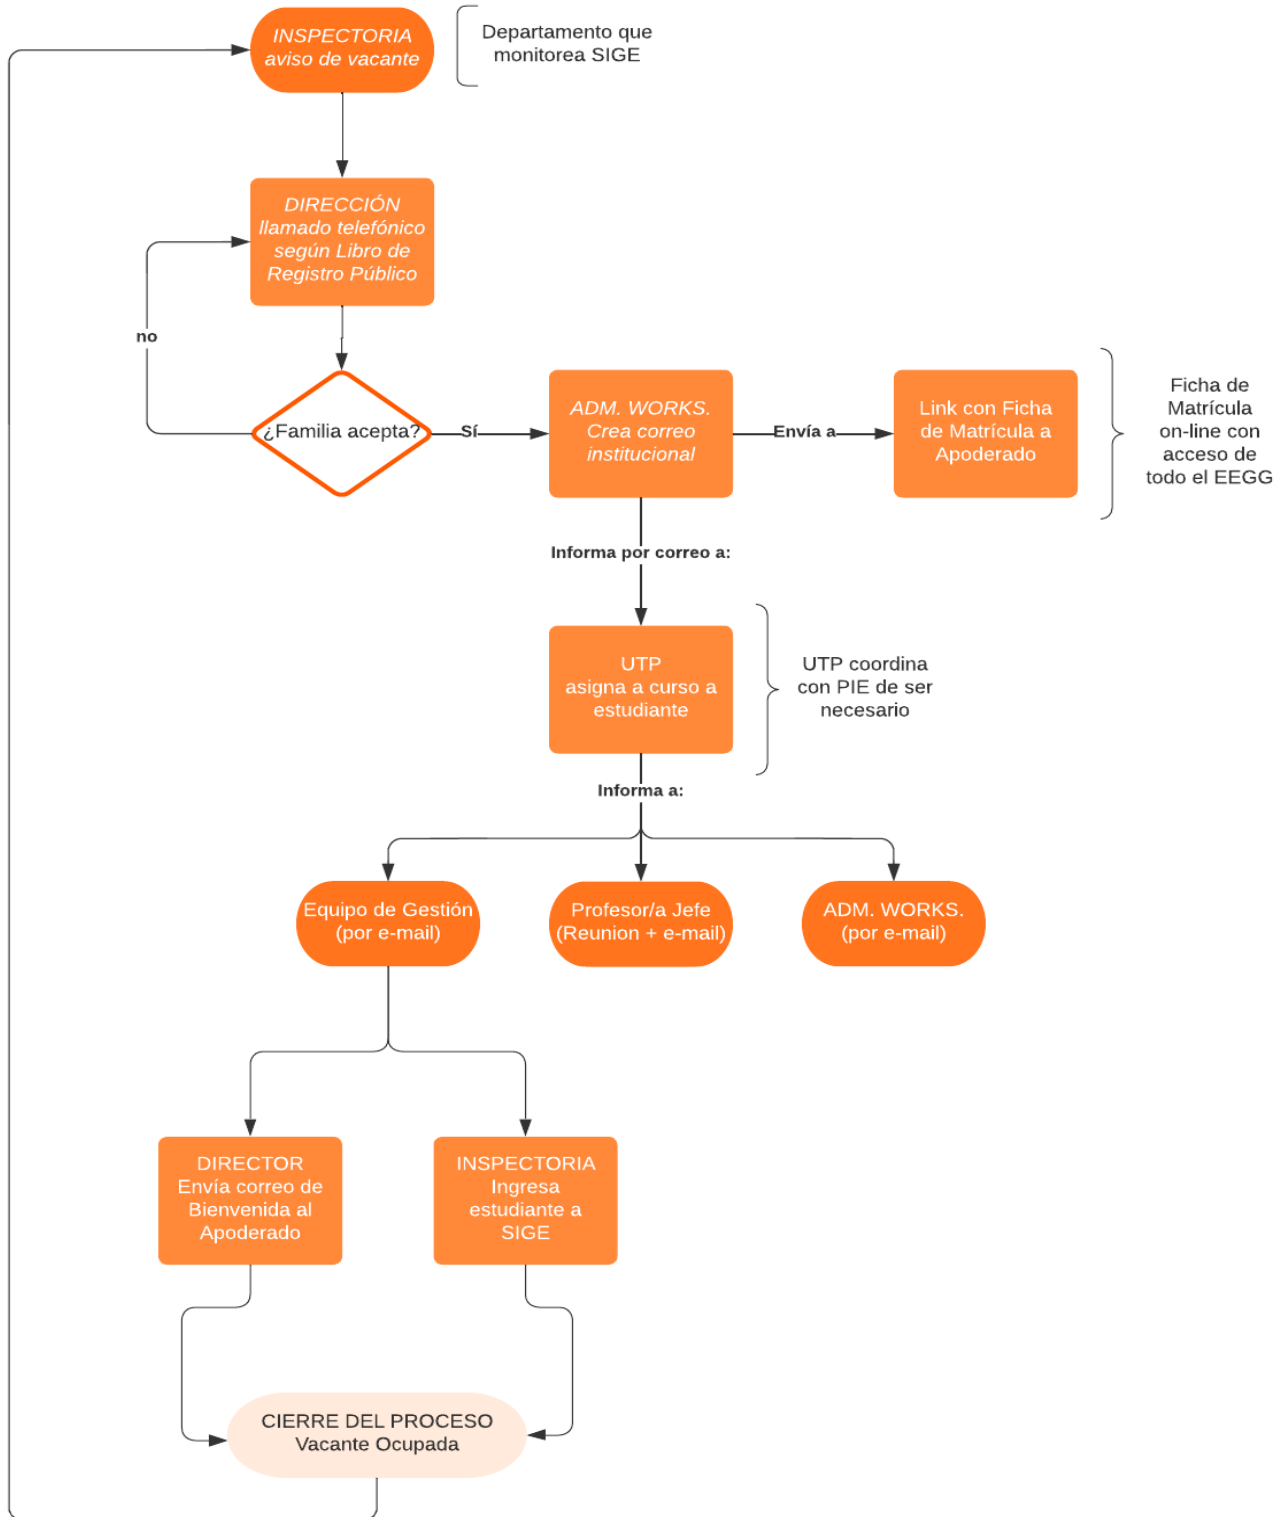 INSPECTORIA
aviso de vacante
Departamento que
monitorea SIGE
DIRECCIÓN
llamado telefónico
según Libro de
Registro Público
no
¿Familia acepta?
Sí
ADM. WORKS.
Crea correo
institucional
Envía a
Link con Ficha
de Matrícula a
Apoderado
Ficha de
Matrícula
on-line con
acceso de
todo el EEGG
Informa por correo a:
UTP
asigna a curso a
estudiante
UTP coordina
con PIE de ser
necesario
Informa a:
Equipo de Gestión
(por e-mail)
Profesor/a Jefe
(Reunion + e-mail)
ADM. WORKS.
(por e-mail)
DIRECTOR
Envía correo de
Bienvenida al
Apoderado
INSPECTORIA
Ingresa
estudiante a
SIGE
CIERRE DEL PROCESO
Vacante Ocupada